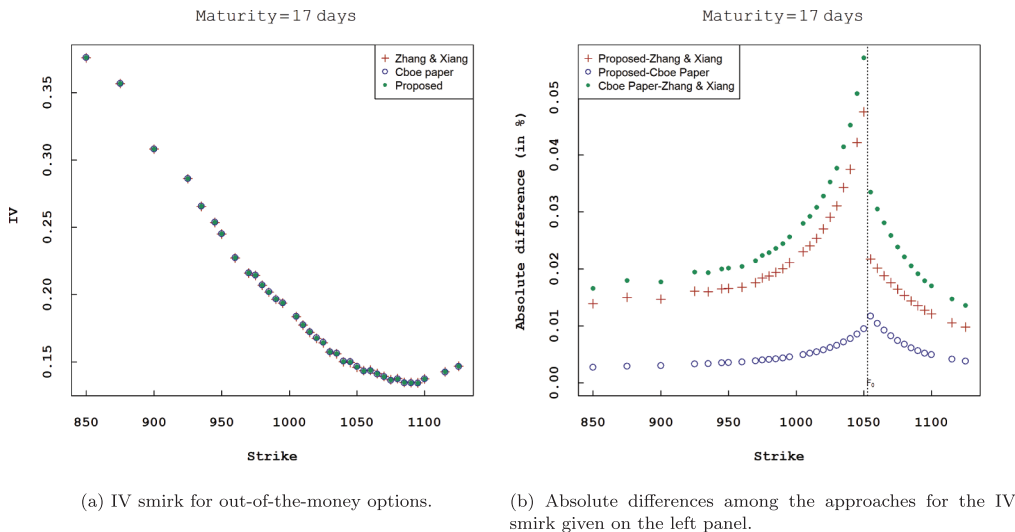 Maturity=17 days
Zhang & Xiang
Cboe paper
Proposed
IV
0.35
0.30
0.25
0.20
0.15
850 900 950 1000 1050 1100
Strike
(a) IV smirk for out-of-the-money options.
Maturity=17 days
Proposed-Zhang & Xiang
Proposed-Cboe Paper
Cboe Paper-Zhang & Xiang
Absolute difference (in %)
0.05
0.04
0.03
0.02
0.01
0.00
F0
850 900 950 1000 1050 1100
Strike
(b) Absolute differences among the approaches for the IV
smirk given on the left panel.